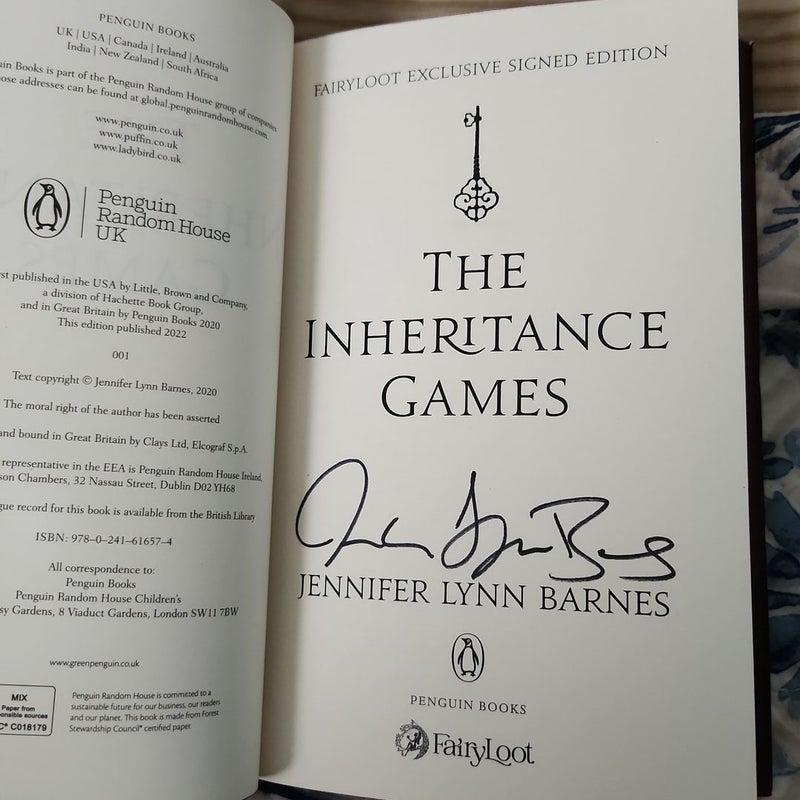 PENGUIN BOOKS
UK | USA | Canada | Ireland | Australia
India | New Zealand | South Africa
Books is part of the Penguin Random House group of companies
addresses can be found at global.penguinrandomhouse.com.
www.penguin.co.uk
www.puffin.co.uk
www.ladybird.co.uk
Penguin
Random House
UK
published in the USA by Little, Brown and Company,
a division of Hachette Book Group,
and in Great Britain by Penguin Books 2020
This edition published 2022
001
Text copyright © Jennifer Lynn Barnes, 2020
The moral right of the author has been asserted
and bound in Great Britain by Clays Ltd, Elcograf S.p.A.
representative in the EEA is Penguin Random House Ireland,
Chambers, 32 Nassau Street, Dublin D02 YH68
record for this book is available from the British Library
ISBN: 978-0-241-61657-4
All correspondence to:
Penguin Books
Penguin Random House Children's
Gardens, 8 Viaduct Gardens, London SW11 7BW
www.greenpenguin.co.uk
MIX
Paper from
sources
C018179
Penguin Random House is committed to a
sustainable future for our business, our readers
and our planet. This book is made from Forest
Stewardship Council® certified paper.
FAIRYLOOT EXCLUSIVE SIGNED EDITION
THE
INHERITANCE
GAMES
JENNIFER LYNN BARNES
PENGUIN BOOKS
FairyLoot